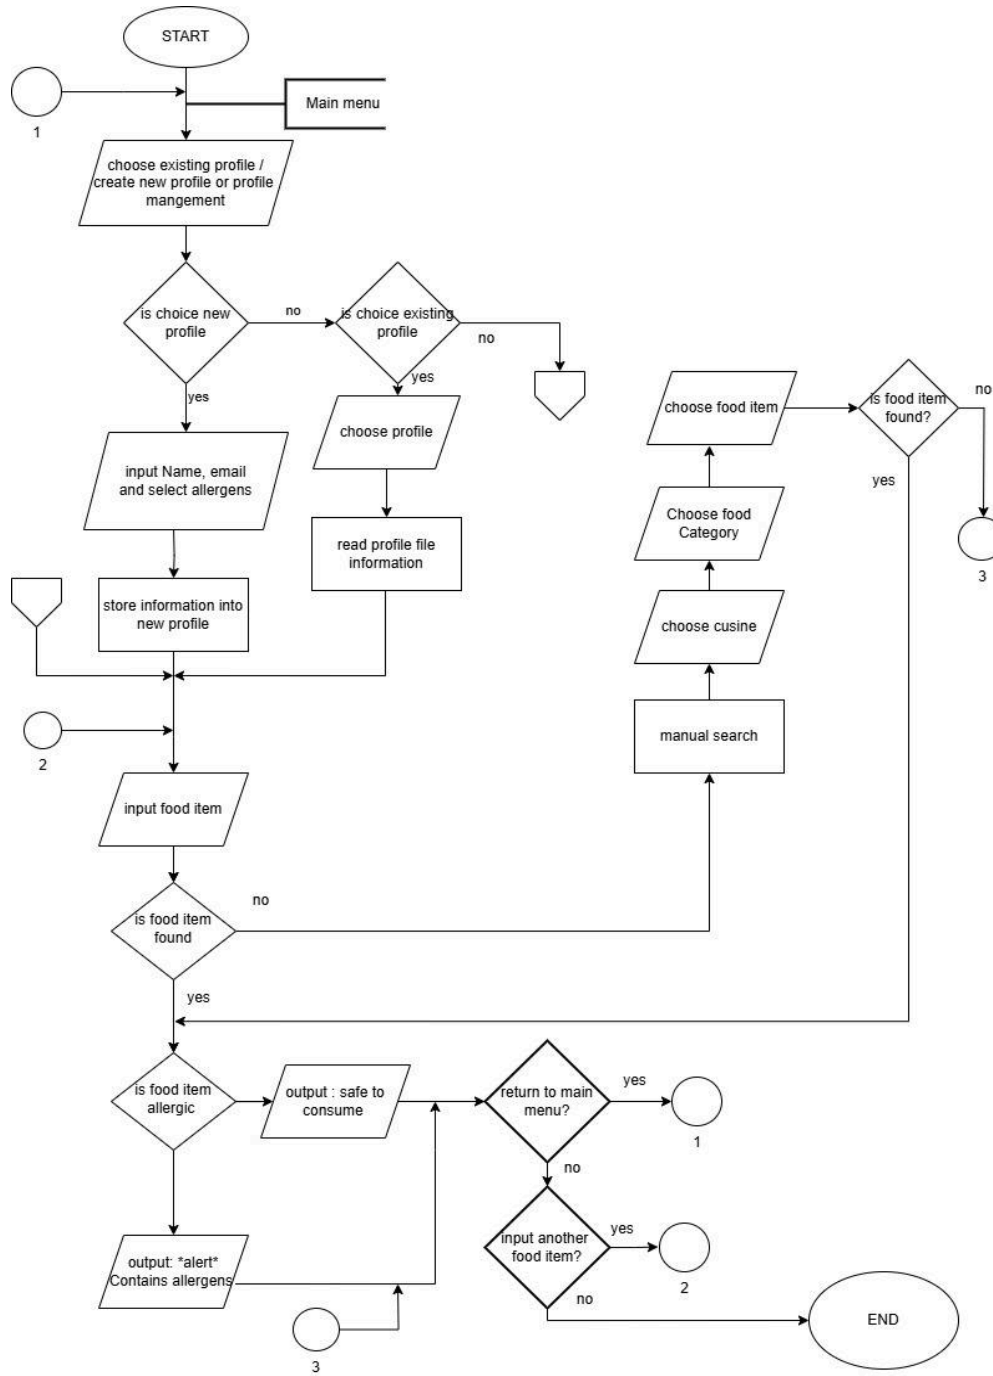 START
1
Main menu
choose existing profile /
create new profile or profile
mangement
is choice new
profile
no
is choice existing
profile
no
yes
yes
choose profile
input Name, email
and select allergens
read profile file
information
store information into
new profile
2
input food item
is food item
found
no
yes
choose food item
is food item
found?
no
yes
3
Choose food
Category
choose cusine
manual search
is food item
allergic
output : safe to
consume
return to main
menu?
yes
1
no
output: *alert*
Contains allergens
input another
food item?
yes
2
no
3
END